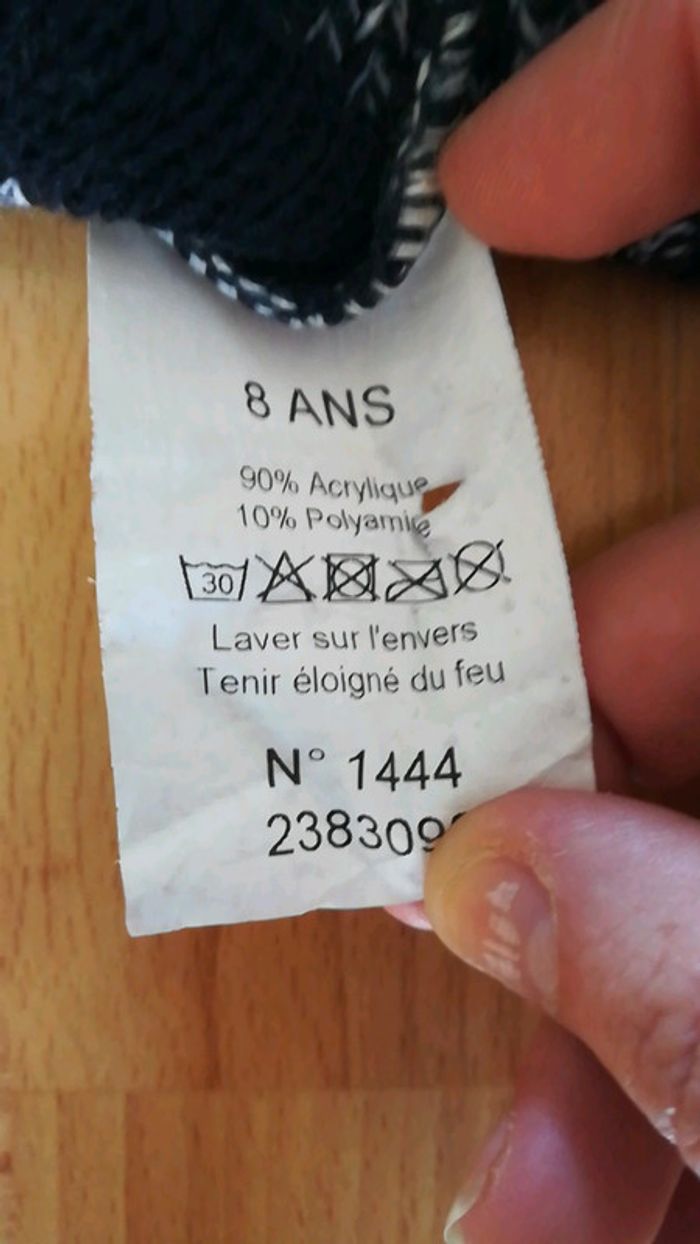 8 ANS
90% Acrylique
10% Polyamie
30
Laver sur l'envers
Tenir éloigné du feu
N° 1444
238309